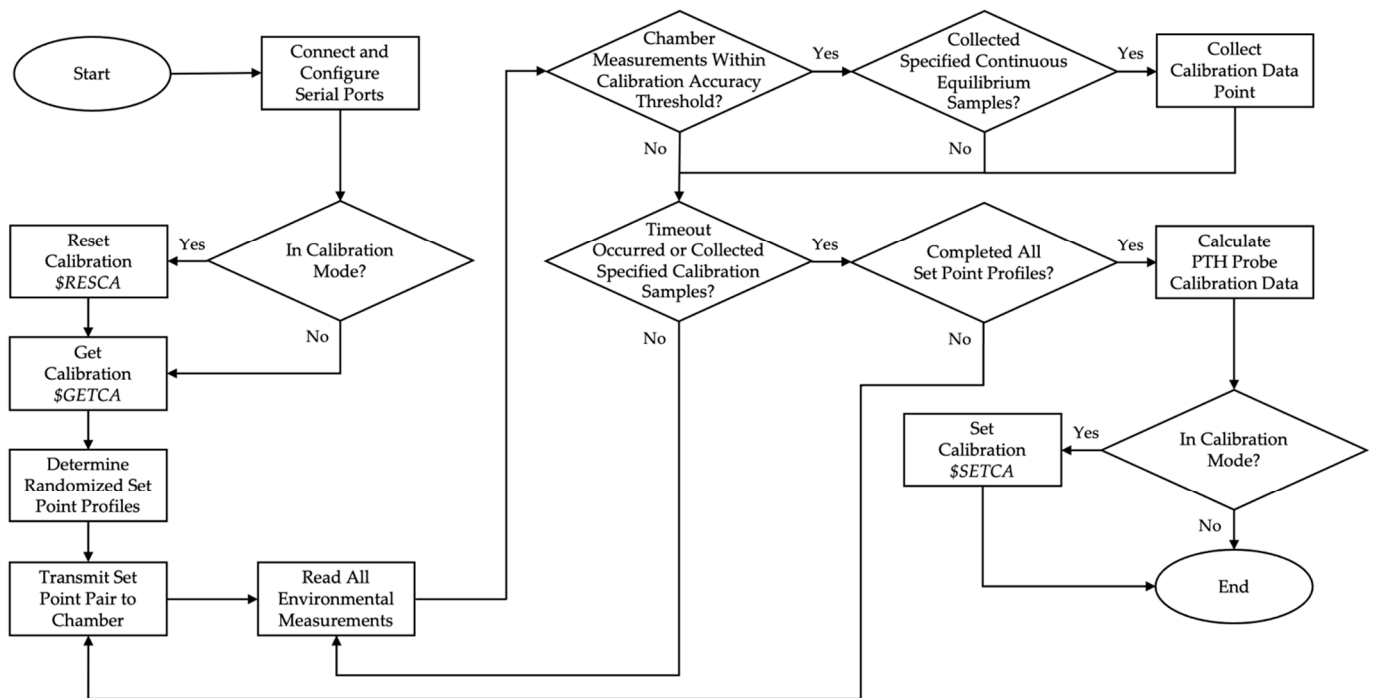 Start
Connect and
Configure
Serial Ports
In Calibration
Mode?
Yes
No
Reset
Calibration
$RESCA
Get
Calibration
$GETCA
Determine
Randomized Set
Point Profiles
Transmit Set
Point Pair to
Chamber
Read All
Environmental
Measurements
Chamber
Measurements Within
Calibration Accuracy
Threshold?
Yes
No
Collected
Specified Continuous
Equilibrium
Samples?
Yes
No
Collect
Calibration Data
Point
Timeout
Occurred or Collected
Specified Calibration
Samples?
Yes
No
Completed All
Set Point Profiles?
Yes
No
Calculate
PTH Probe
Calibration Data
In Calibration
Mode?
Yes
No
Set
Calibration
$SETCA
End